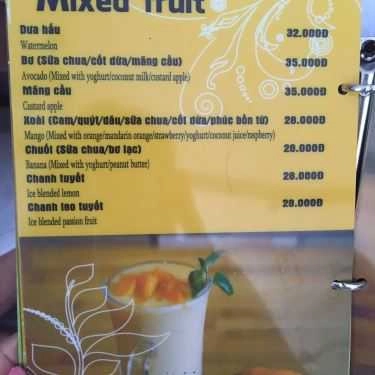 Mixed fruit
Dưa hấu 32.000Đ
Watermelon
Bơ (Sữa chua/cốt dừa/mãng cầu) 35.000Đ
Avocado (Mixed with yoghurt/coconut milk/custard apple)
Mãng cầu 35.000Đ
Custard apple
Xoài (Cam/quýt/dâu/sữa chua/cốt dừa/phúc bồn tử) 28.000Đ
Mango (Mixed with orange/mandarin orange/strawberry/yoghurt/coconut juice/raspberry)
Chuối (Sữa chua/bơ lạc) 29.000Đ
Banana (Mixed with yoghurt/peanut butter)
Chanh tuyết 28.000Đ
Ice blended lemon
Chanh leo tuyết 29.000Đ
Ice blended passion fruit